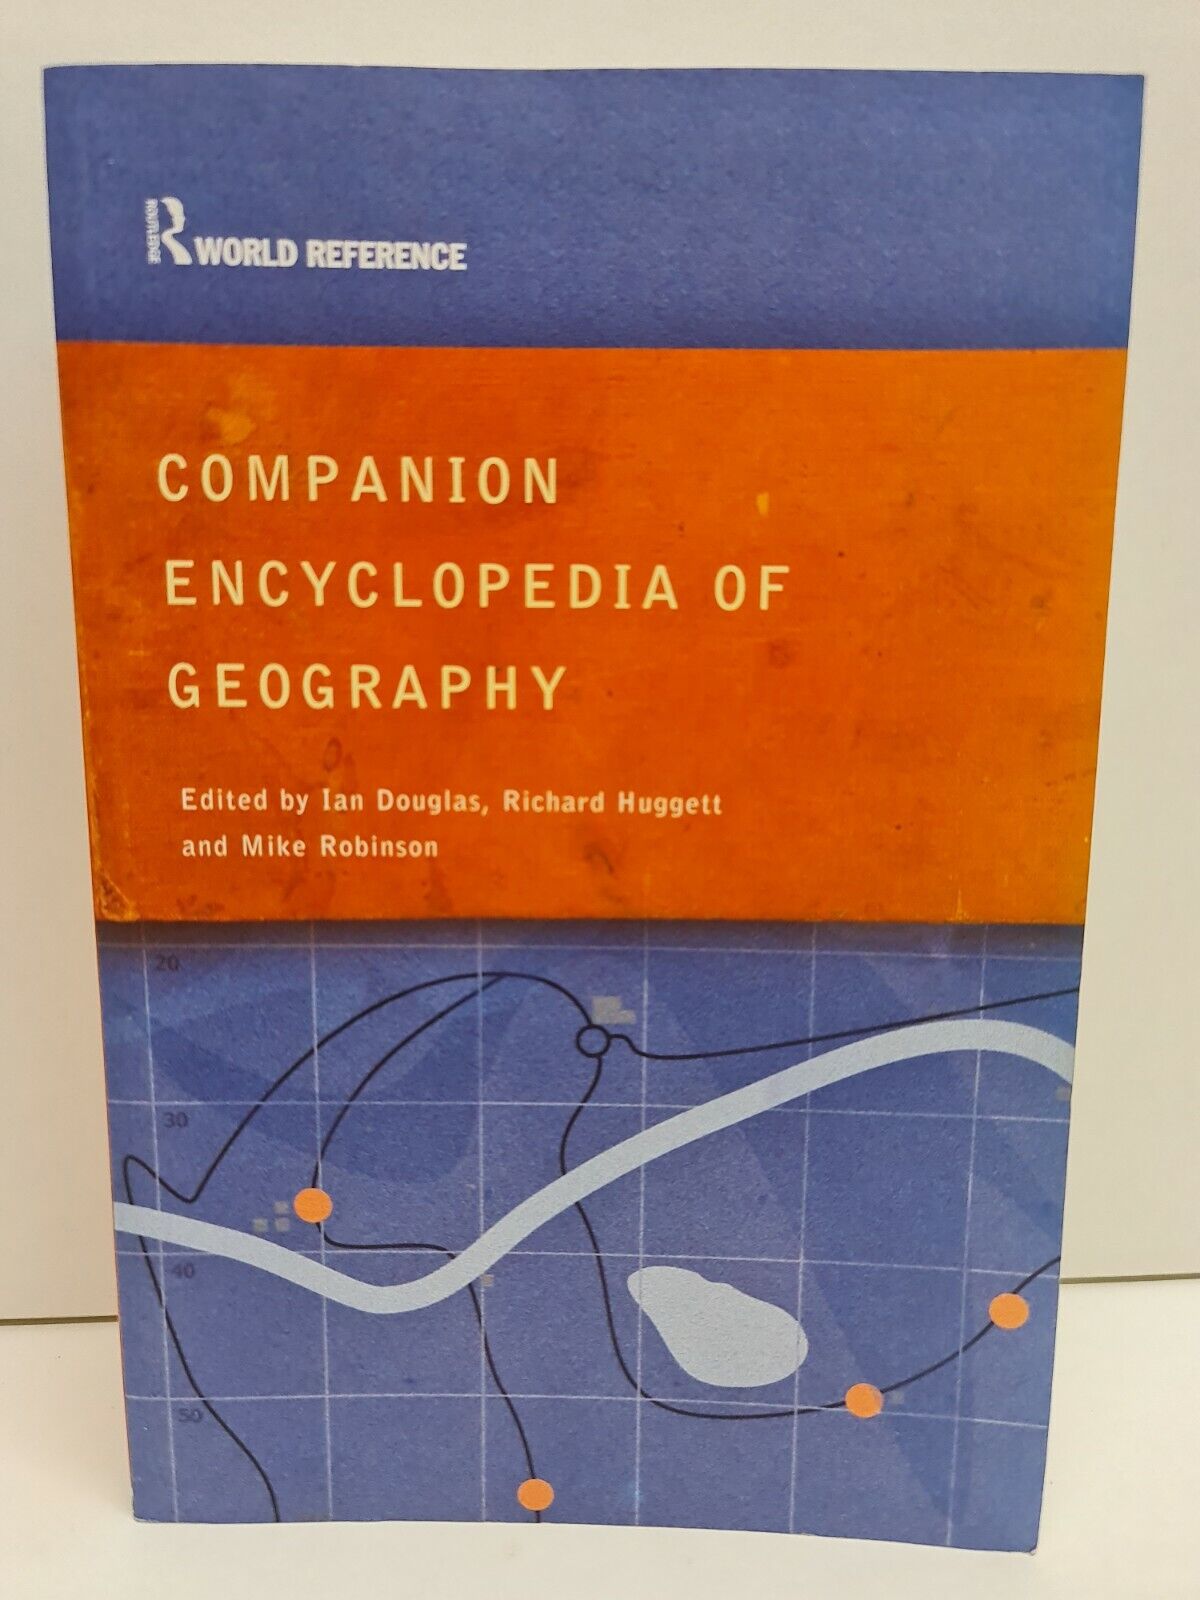 ROUTLEDGE
R WORLD REFERENCE
COMPANION
ENCYCLOPEDIA OF
GEOGRAPHY
Edited by Ian Douglas, Richard Huggett
and Mike Robinson
20
30
40
50